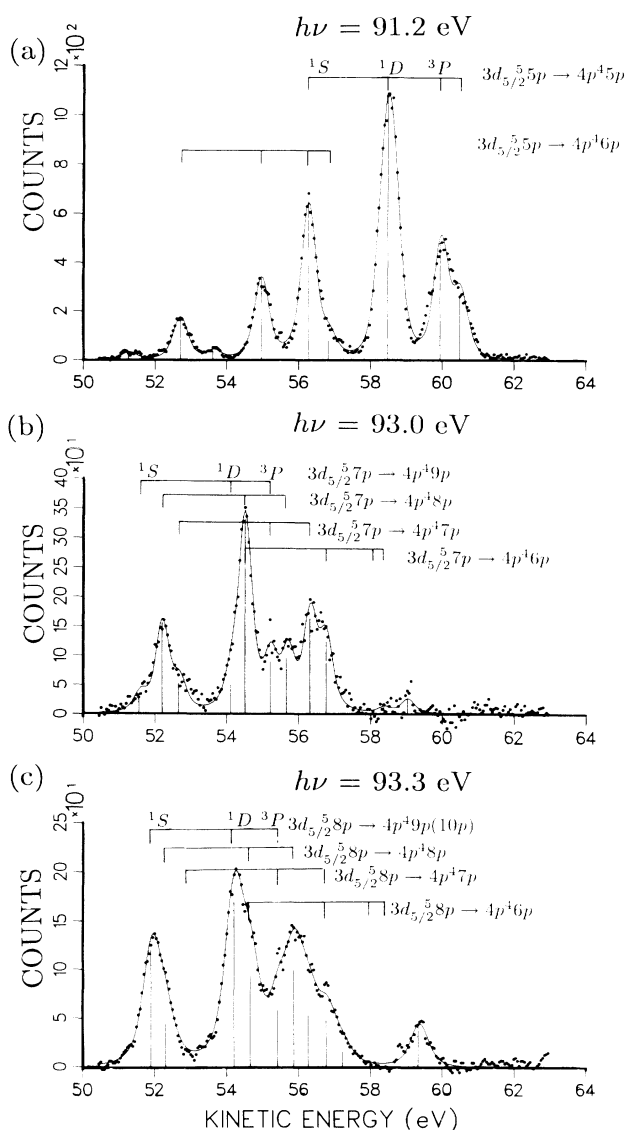 (a)
hν = 91.2 eV
×10²
COUNTS
12
10
8
6
4
2
0
¹S ¹D ³P 3d⁵₅/₂5p → 4p⁴5p
3d⁵₅/₂5p → 4p⁴6p
50 52 54 56 58 60 62 64
(b)
hν = 93.0 eV
×10¹
COUNTS
40
35
30
25
20
15
10
5
0
¹S ¹D ³P 3d⁵₅/₂7p → 4p⁴9p
3d⁵₅/₂7p → 4p⁴8p
3d⁵₅/₂7p → 4p⁴7p
3d⁵₅/₂7p → 4p⁴6p
50 52 54 56 58 60 62 64
(c)
hν = 93.3 eV
×10¹
COUNTS
25
20
15
10
5
0
¹S ¹D ³P 3d⁵₅/₂8p → 4p⁴9p(10p)
3d⁵₅/₂8p → 4p⁴8p
3d⁵₅/₂8p → 4p⁴7p
3d⁵₅/₂8p → 4p⁴6p
50 52 54 56 58 60 62 64
KINETIC ENERGY (eV)